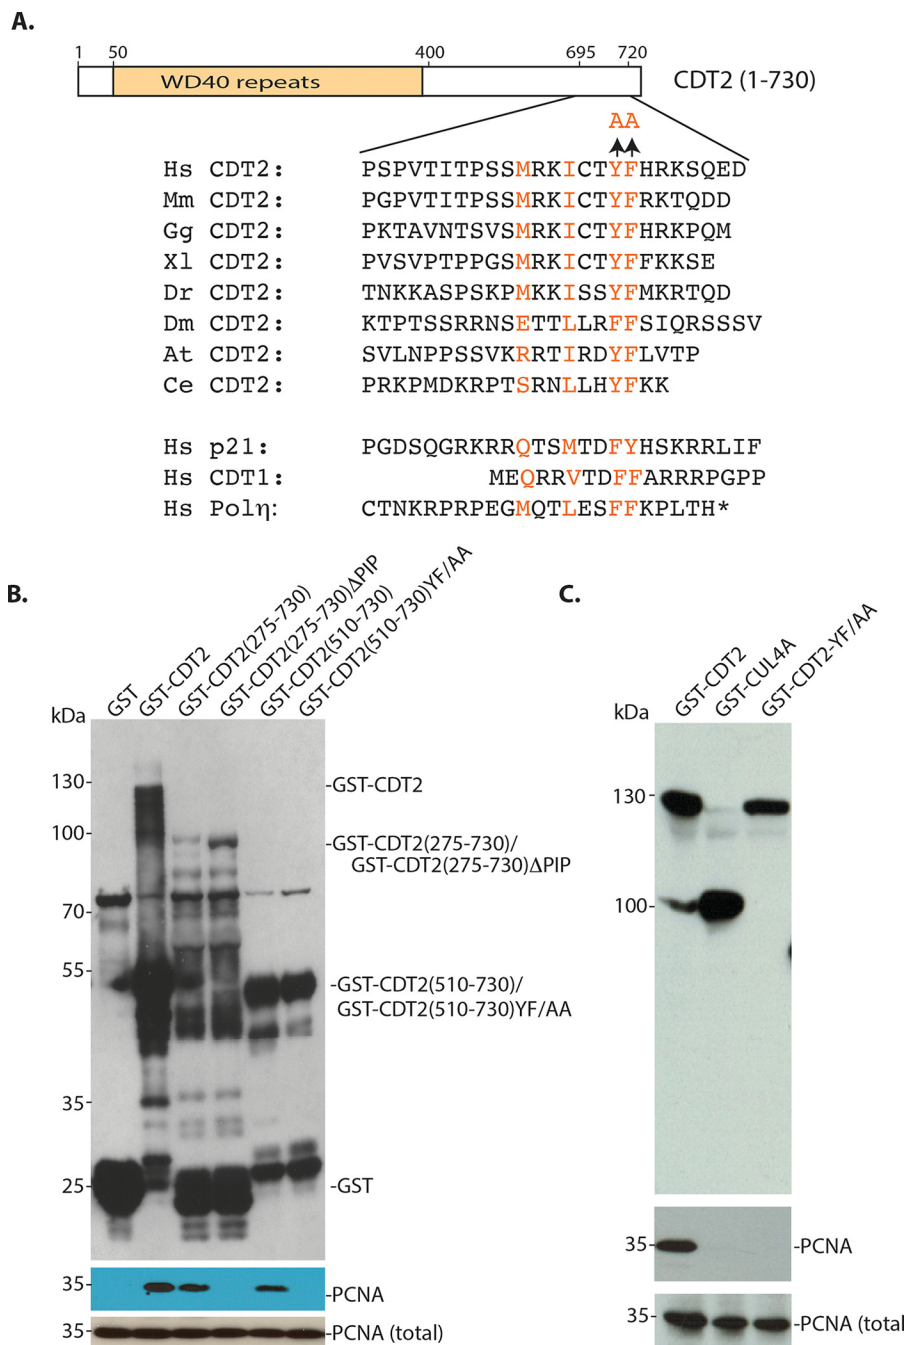 A.
1 50 400 695 720
WD40 repeats
CDT2 (1-730)
AA
Hs CDT2: PSPVTITPSSMRKICTYFHRKSQED
Mm CDT2: PGPVTITPSSMRKICTYFRKTQDD
Gg CDT2: PKTAVNTSVSMRKICTYFHRKPQM
Xl CDT2: PVSVPTPPGSMRKICTYFFKKSE
Dr CDT2: TNKKASPSKPMKKISSYFMKRTQD
Dm CDT2: KTPTSSRRNSETTLLRFFSIQRSSSV
At CDT2: SVLNPPSSVKRRTIRDYFLVTP
Ce CDT2: PRKPMDKRPTSRNLLHYFKK
Hs p21: PGDSQGRKRRQTSMTDFYHSKRRLIF
Hs CDT1: MEQRRVTDFFARRRPGPP
Hs Polη: CTNKRPRPEGMQTLESFFKPLTH*
B.
GST
GST-CDT2
GST-CDT2(275-730)
GST-CDT2(275-730)ΔPIP
GST-CDT2(510-730)
GST-CDT2(510-730)YF/AA
kDa
130-
100-
70-
55-
35-
25-
-GST-CDT2
-GST-CDT2(275-730)/
GST-CDT2(275-730)ΔPIP
-GST-CDT2(510-730)/
GST-CDT2(510-730)YF/AA
-GST
35- -PCNA
35- -PCNA (total)
C.
GST-CDT2
GST-CUL4A
GST-CDT2-YF/AA
kDa
130-
100-
35- -PCNA
35- -PCNA (total)